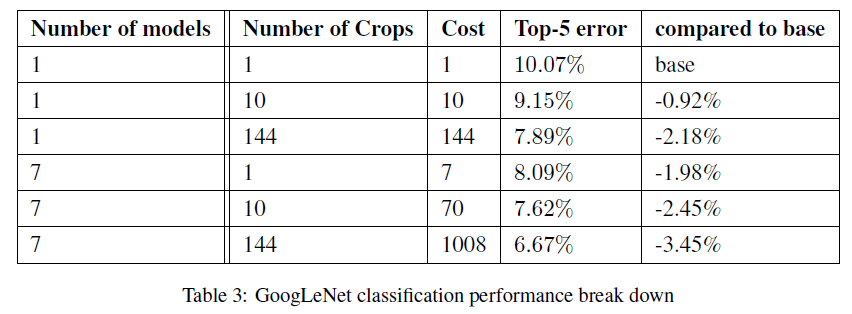 Number of models Number of Crops Cost Top-5 error compared to base
1 1 1 10.07% base
1 10 10 9.15% -0.92%
1 144 144 7.89% -2.18%
7 1 7 8.09% -1.98%
7 10 70 7.62% -2.45%
7 144 1008 6.67% -3.45%
Table 3: GoogLeNet classification performance break down